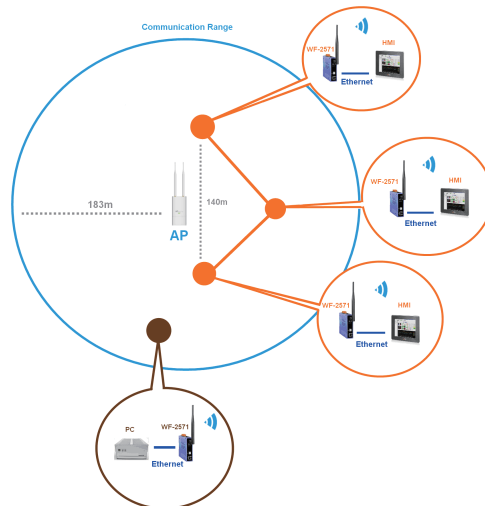 Communication Range
WF-2571
HMI
Ethernet
WF-2571
HMI
Ethernet
183m
140m
AP
WF-2571
HMI
Ethernet
PC
WF-2571
Ethernet